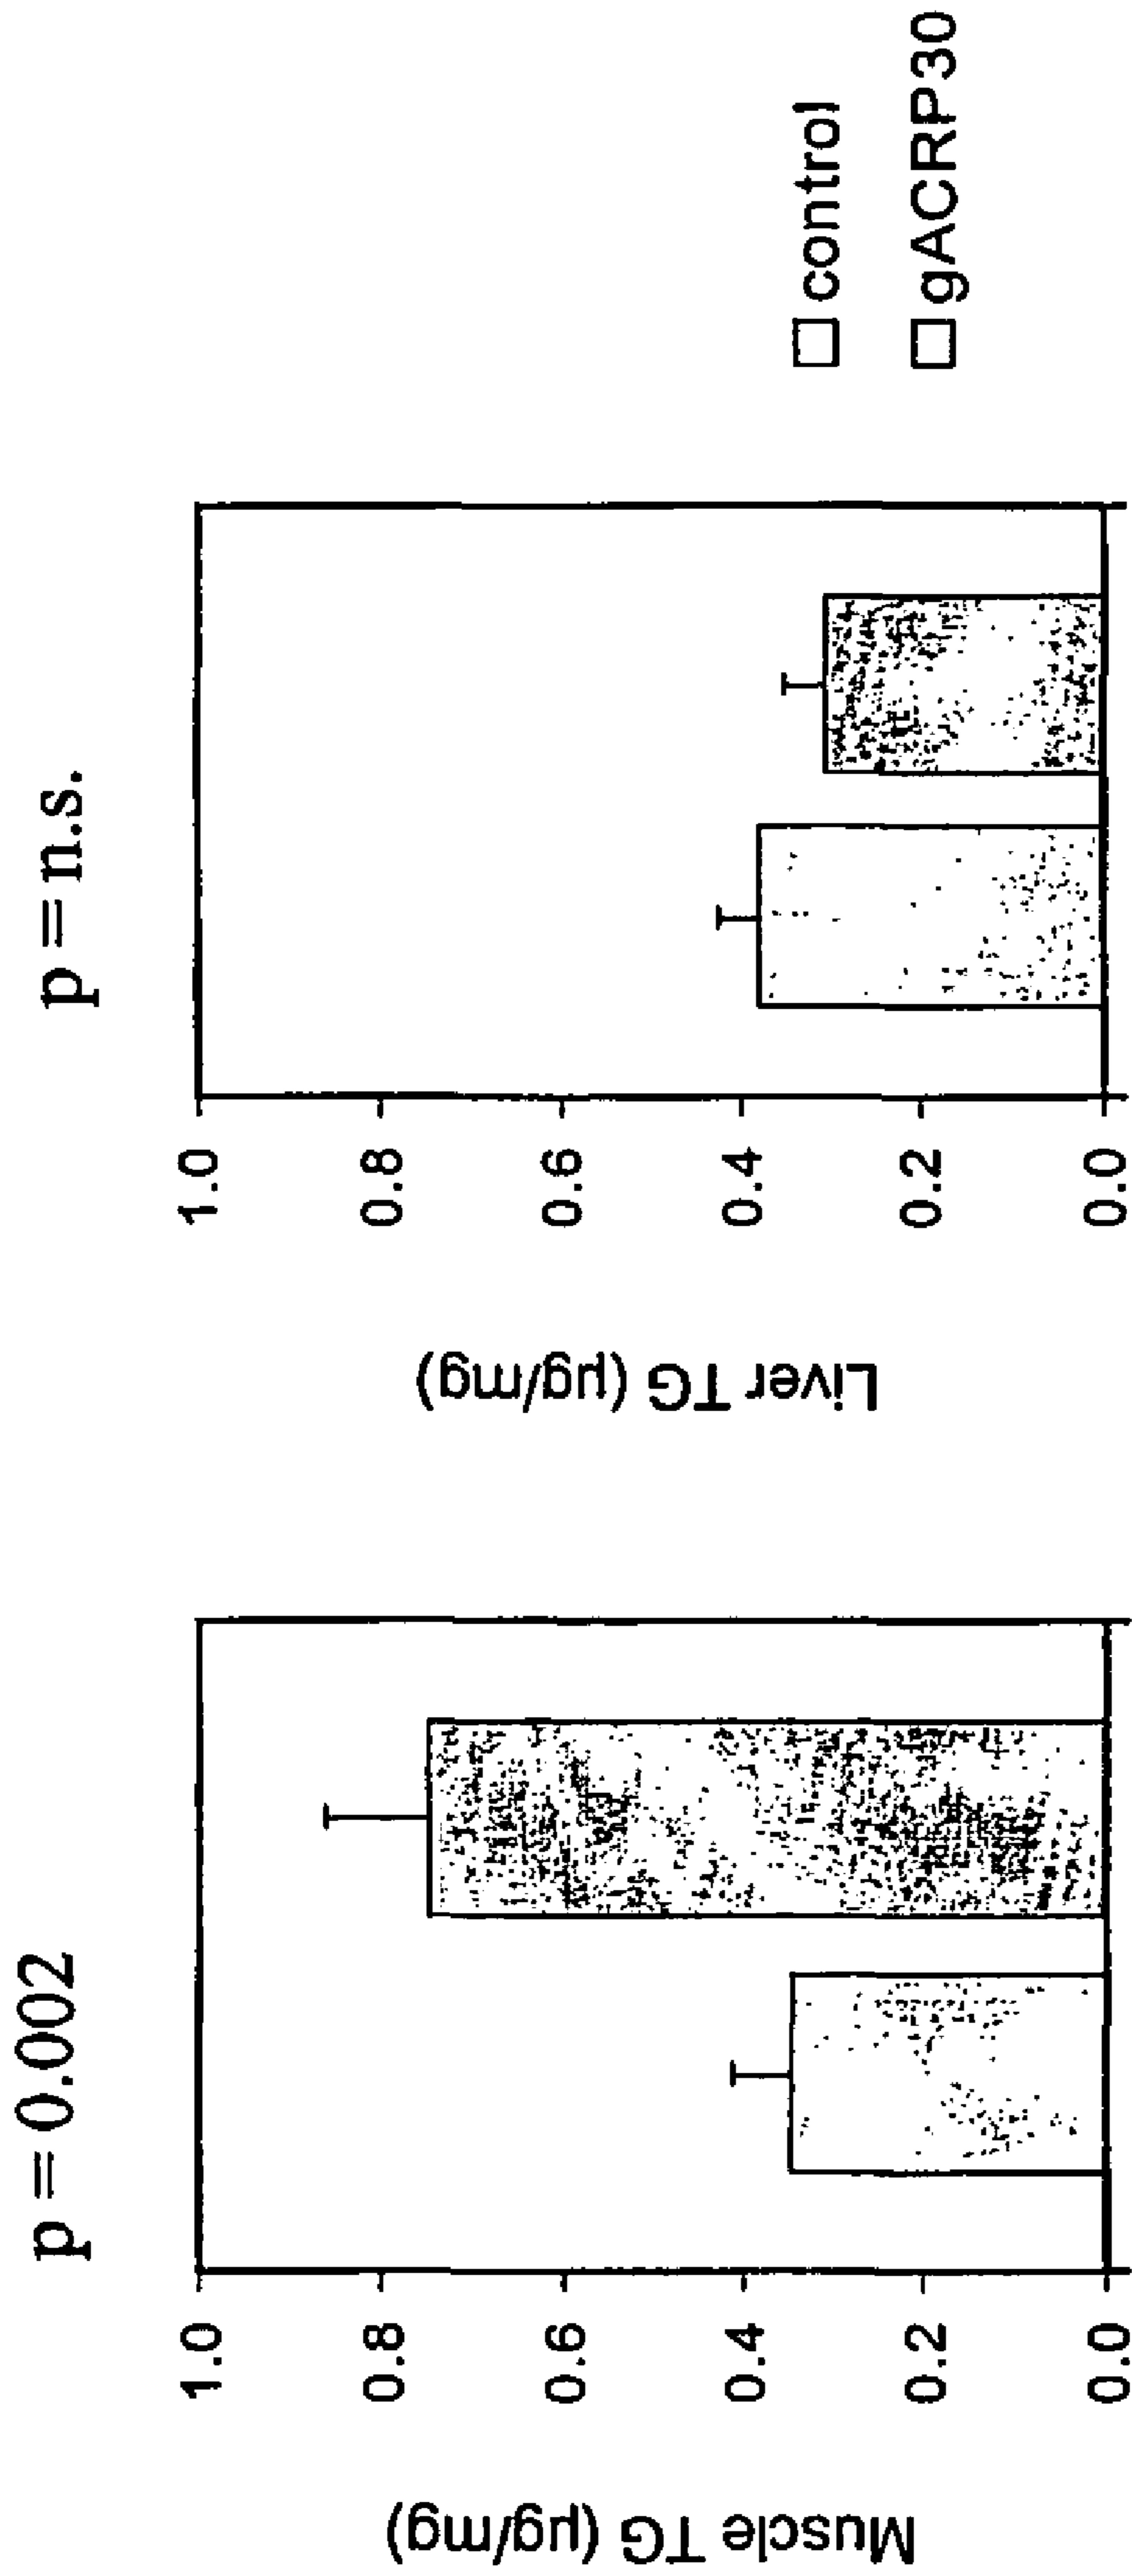 p = 0.002
Muscle TG (µg/mg)
1.0
0.8
0.6
0.4
0.2
0.0
p = n.s.
Liver TG (µg/mg)
1.0
0.8
0.6
0.4
0.2
0.0
control
gACRP30